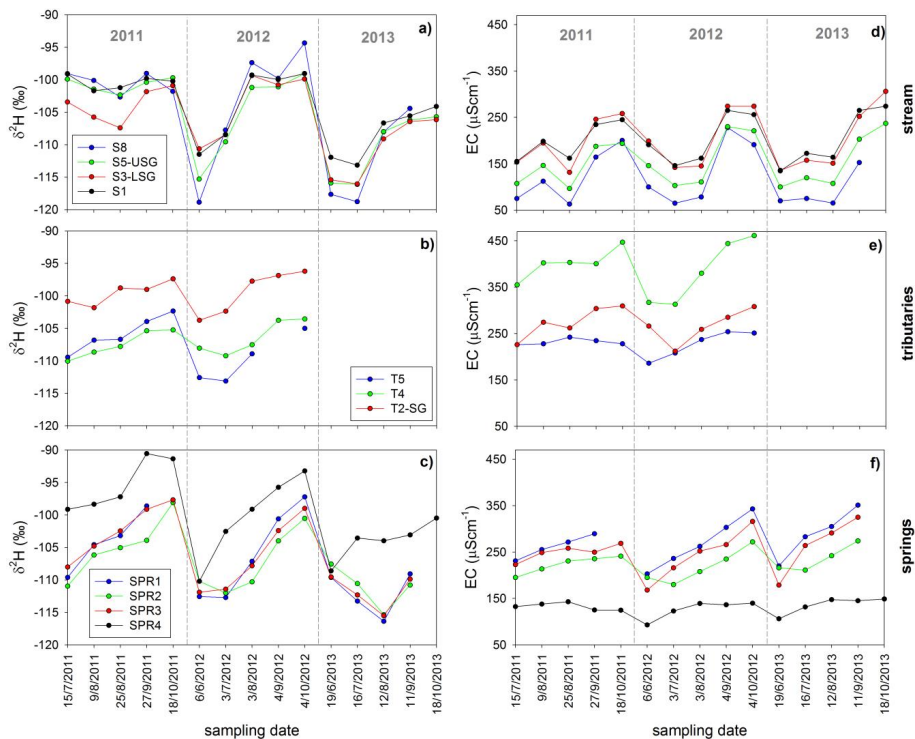 2011
2012
2013
a)
-90
-95
-100
-105
-110
-115
-120
δ²H (‰)
S8
S5-USG
S3-LSG
S1
2011
2012
2013
d)
450
350
250
150
50
EC (µScm⁻¹)
stream
b)
-90
-95
-100
-105
-110
-115
-120
δ²H (‰)
T5
T4
T2-SG
e)
450
350
250
150
50
EC (µScm⁻¹)
tributaries
c)
-90
-95
-100
-105
-110
-115
-120
δ²H (‰)
SPR1
SPR2
SPR3
SPR4
f)
450
350
250
150
50
EC (µScm⁻¹)
springs
15/7/2011
9/8/2011
25/8/2011
27/9/2011
18/10/2011
6/6/2012
3/7/2012
3/8/2012
4/9/2012
4/10/2012
19/6/2013
16/7/2013
12/8/2013
11/9/2013
18/10/2013
sampling date
15/7/2011
9/8/2011
25/8/2011
27/9/2011
18/10/2011
6/6/2012
3/7/2012
3/8/2012
4/9/2012
4/10/2012
19/6/2013
16/7/2013
12/8/2013
11/9/2013
18/10/2013
sampling date